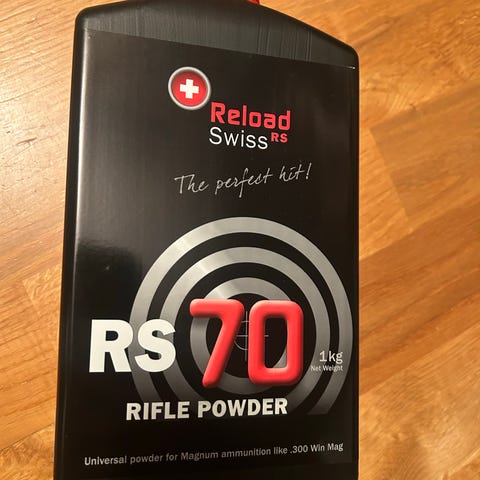 Reload
Swiss RS
The perfect hit!
RS 70
1kg
Net Weight
RIFLE POWDER
Universal powder for Magnum ammunition like .300 Win Mag